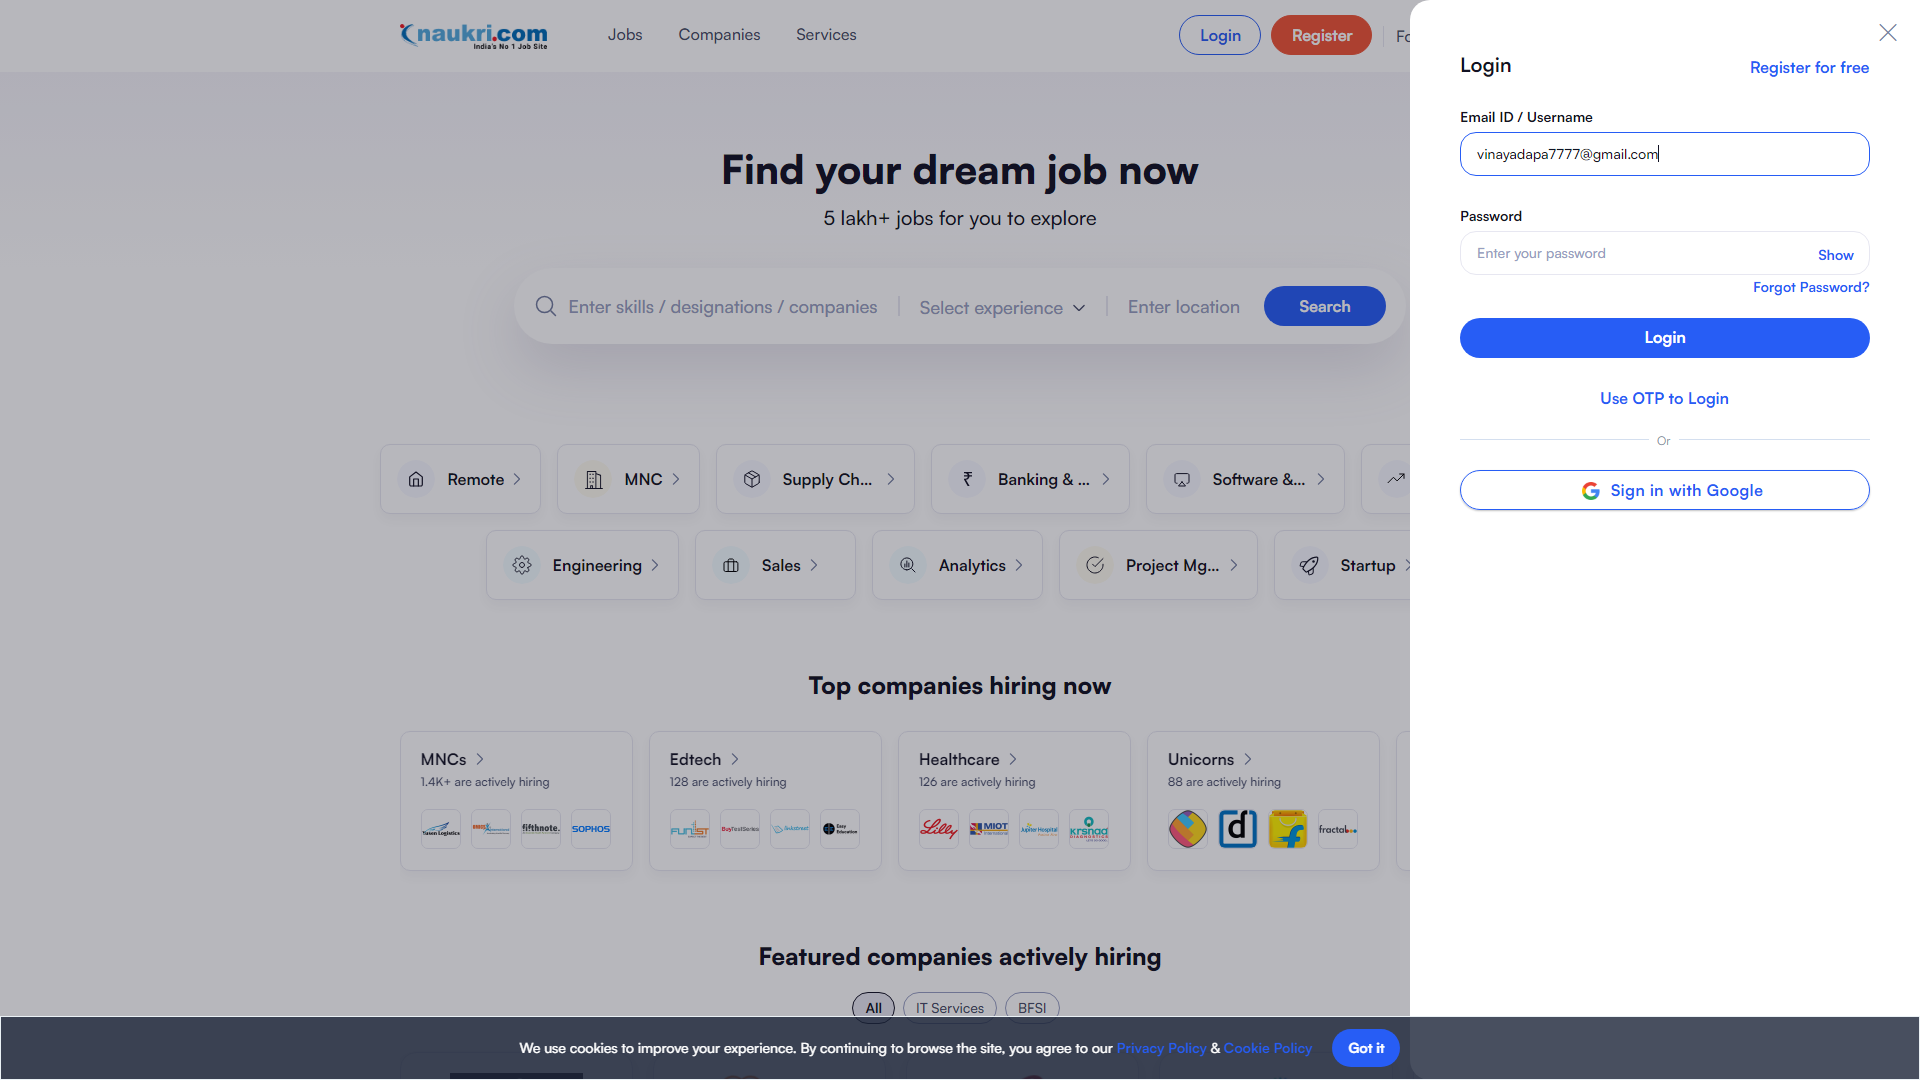 naukri.com
India's No 1 Job Site
Jobs
Companies
Services
Login
Register
Fo
Find your dream job now
5 lakh+ jobs for you to explore
Enter skills / designations / companies
Select experience
Enter location
Search
Remote
MNC
Supply Ch...
Banking & ...
Software &...
Engineering
Sales
Analytics
Project Mg...
Startup
Top companies hiring now
MNCs
1.4K+ are actively hiring
Yusen Logistics
fifthnote.
SOPHOS
Edtech
128 are actively hiring
Easy
Education
Healthcare
126 are actively hiring
Lilly
MIOT
Jupiter Hospital
krsnaa
DIAGNOSTICS
Unicorns
88 are actively hiring
d
f
fractal
Featured companies actively hiring
All
IT Services
BFSI
We use cookies to improve your experience. By continuing to browse the site, you agree to our Privacy Policy & Cookie Policy
Got it
Login
Register for free
Email ID / Username
vinayadapa7777@gmail.com
Password
Enter your password
Show
Forgot Password?
Login
Use OTP to Login
Or
Sign in with Google